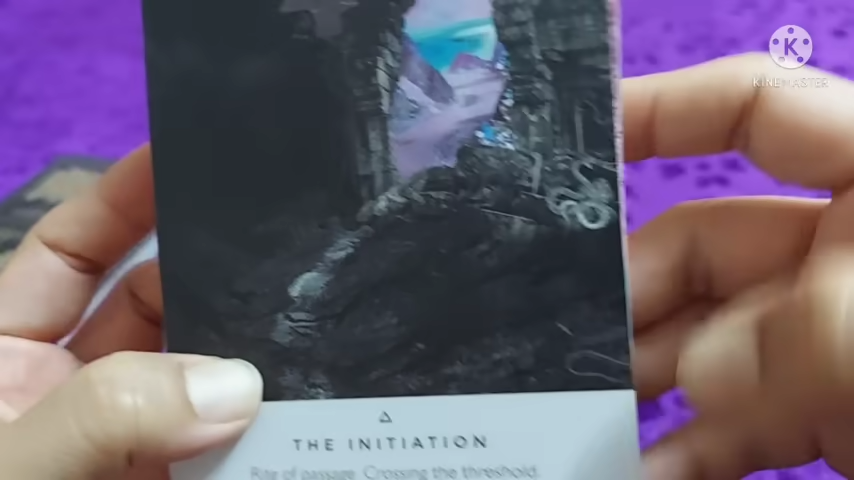 K
KINEMASTER
THE INITIATION
Rite of passage. Crossing the threshold.